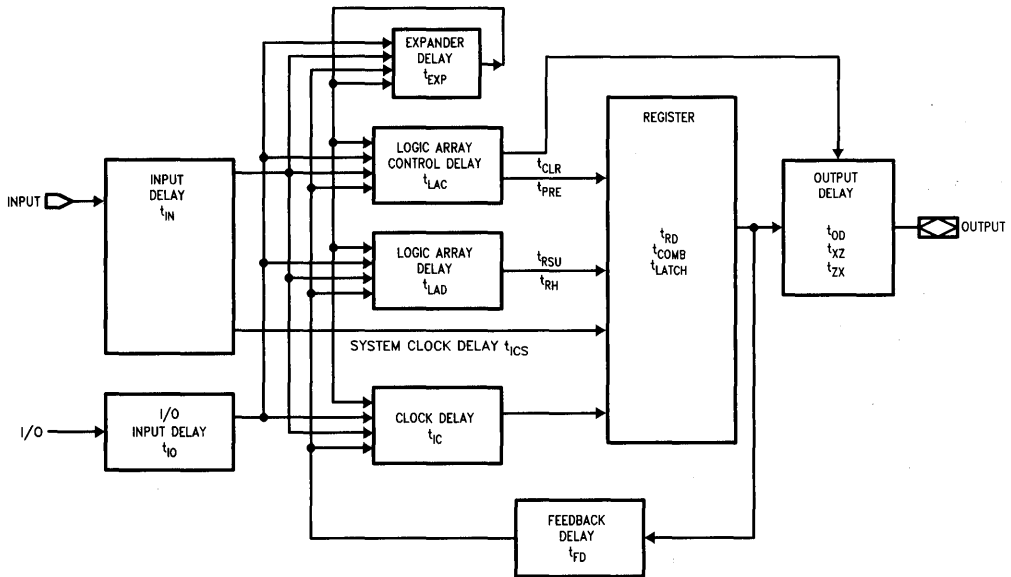 EXPANDER
DELAY
tEXP
REGISTER
LOGIC ARRAY
CONTROL DELAY
tLAC
tCLR
tPRE
INPUT
INPUT
DELAY
tIN
OUTPUT
DELAY
tOD
tXZ
tZX
OUTPUT
tRD
tCOMB
tLATCH
LOGIC ARRAY
DELAY
tLAD
tRSU
tRH
SYSTEM CLOCK DELAY tICS
I/O
I/O
INPUT DELAY
tIO
CLOCK DELAY
tIC
FEEDBACK
DELAY
tFD